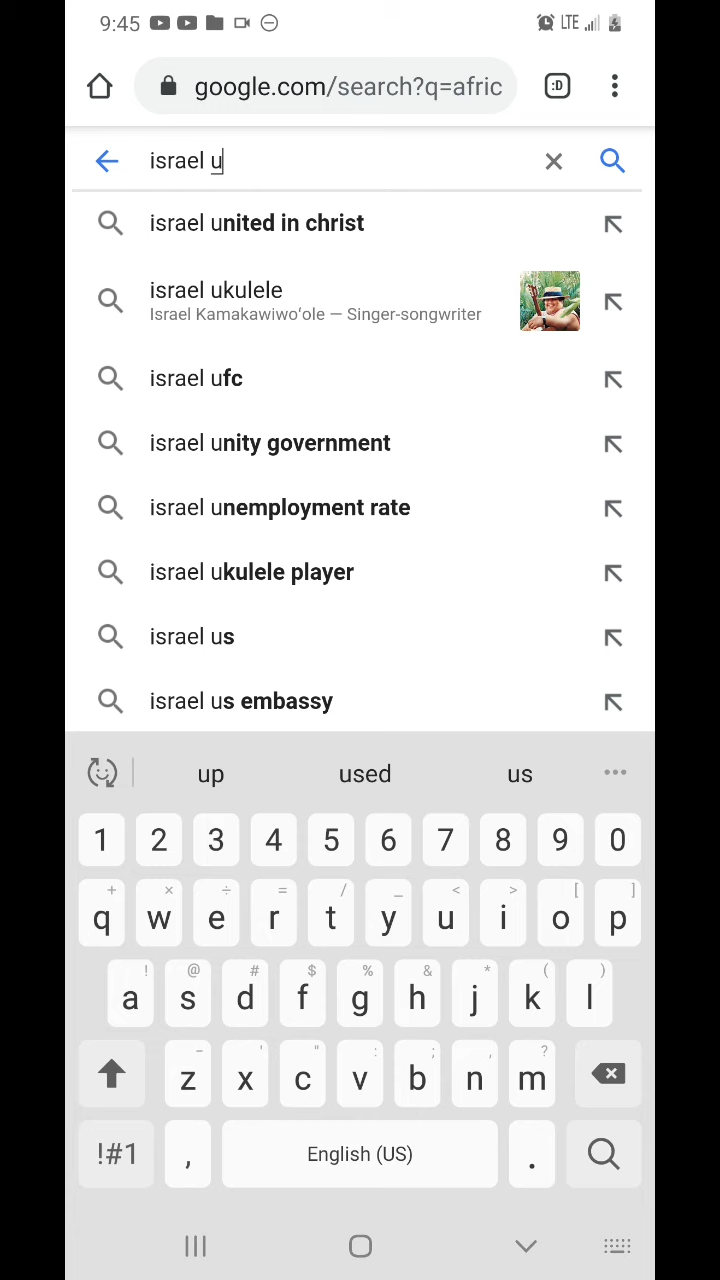 9:45 LTE
google.com/search?q=afric :D
israel u
israel united in christ
israel ukulele
Israel Kamakawiwoʻole — Singer-songwriter
israel ufc
israel unity government
israel unemployment rate
israel ukulele player
israel us
israel us embassy
up used us •••
1 2 3 4 5 6 7 8 9 0
+ × ÷ = / _ < > [ ]
q w e r t y u i o p
! @ # $ % & * ( )
a s d f g h j k l
- ' " : ; , ?
z x c v b n m
!#1 , English (US) .